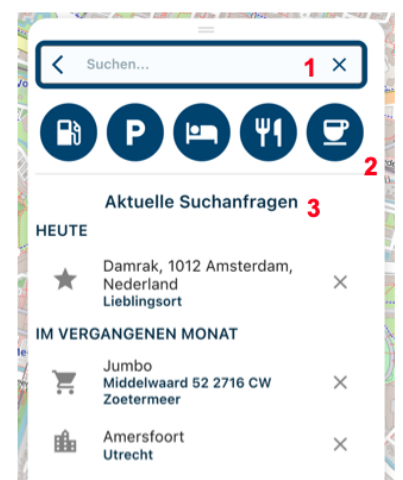 Suchen...
1
P
2
Aktuelle Suchanfragen
3
HEUTE
Damrak, 1012 Amsterdam,
Nederland
Lieblingsort
IM VERGANGENEN MONAT
Jumbo
Middelwaard 52 2716 CW
Zoetermeer
Amersfoort
Utrecht